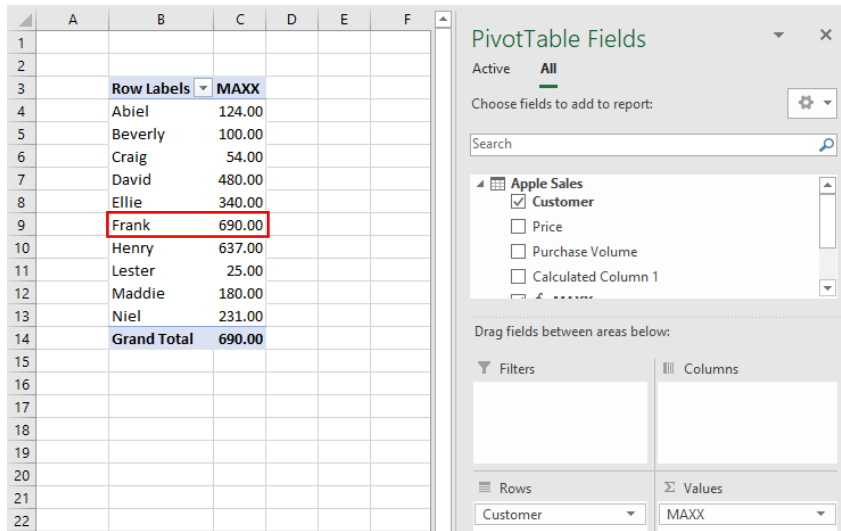 A B C D E F
1
2
3 Row Labels MAXX
4 Abiel 124.00
5 Beverly 100.00
6 Craig 54.00
7 David 480.00
8 Ellie 340.00
9 Frank 690.00
10 Henry 637.00
11 Lester 25.00
12 Maddie 180.00
13 Niel 231.00
14 Grand Total 690.00
15
16
17
18
19
20
21
22
PivotTable Fields
Active All
Choose fields to add to report:
Search
Apple Sales
Customer
Price
Purchase Volume
Calculated Column 1
Drag fields between areas below:
Filters
Columns
Rows
Σ Values
Customer
MAXX